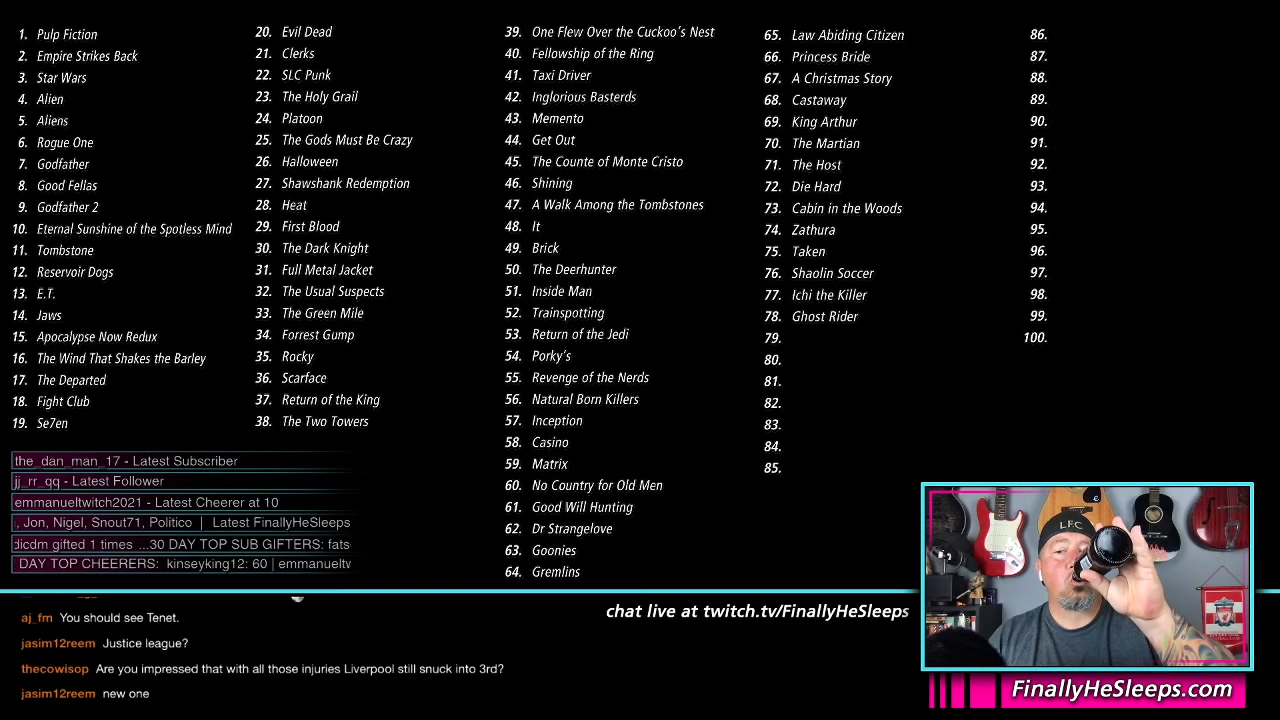 1. Pulp Fiction
2. Empire Strikes Back
3. Star Wars
4. Alien
5. Aliens
6. Rogue One
7. Godfather
8. Good Fellas
9. Godfather 2
10. Eternal Sunshine of the Spotless Mind
11. Tombstone
12. Reservoir Dogs
13. E.T.
14. Jaws
15. Apocalypse Now Redux
16. The Wind That Shakes the Barley
17. The Departed
18. Fight Club
19. Se7en
20. Evil Dead
21. Clerks
22. SLC Punk
23. The Holy Grail
24. Platoon
25. The Gods Must Be Crazy
26. Halloween
27. Shawshank Redemption
28. Heat
29. First Blood
30. The Dark Knight
31. Full Metal Jacket
32. The Usual Suspects
33. The Green Mile
34. Forrest Gump
35. Rocky
36. Scarface
37. Return of the King
38. The Two Towers
39. One Flew Over the Cuckoo's Nest
40. Fellowship of the Ring
41. Taxi Driver
42. Inglorious Basterds
43. Memento
44. Get Out
45. The Counte of Monte Cristo
46. Shining
47. A Walk Among the Tombstones
48. It
49. Brick
50. The Deerhunter
51. Inside Man
52. Trainspotting
53. Return of the Jedi
54. Porky's
55. Revenge of the Nerds
56. Natural Born Killers
57. Inception
58. Casino
59. Matrix
60. No Country for Old Men
61. Good Will Hunting
62. Dr Strangelove
63. Goonies
64. Gremlins
65. Law Abiding Citizen
66. Princess Bride
67. A Christmas Story
68. Castaway
69. King Arthur
70. The Martian
71. The Host
72. Die Hard
73. Cabin in the Woods
74. Zathura
75. Taken
76. Shaolin Soccer
77. Ichi the Killer
78. Ghost Rider
79.
80.
81.
82.
83.
84.
85.
86.
87.
88.
89.
90.
91.
92.
93.
94.
95.
96.
97.
98.
99.
100.
the_dan_man_17 - Latest Subscriber
jj_rr_qq - Latest Follower
emmanueltwitch2021 - Latest Cheerer at 10
, Jon, Nigel, Snout71, Politico | Latest FinallyHeSleeps
dicdm gifted 1 times ...30 DAY TOP SUB GIFTERS: fats
DAY TOP CHEERERS: kinseyking12: 60 | emmanueltv
aj_fm You should see Tenet.
jasim12reem Justice league?
thecowisop Are you impressed that with all those injuries Liverpool still snuck into 3rd?
jasim12reem new one
chat live at twitch.tv/FinallyHeSleeps
L.F.C
FinallyHeSleeps.com